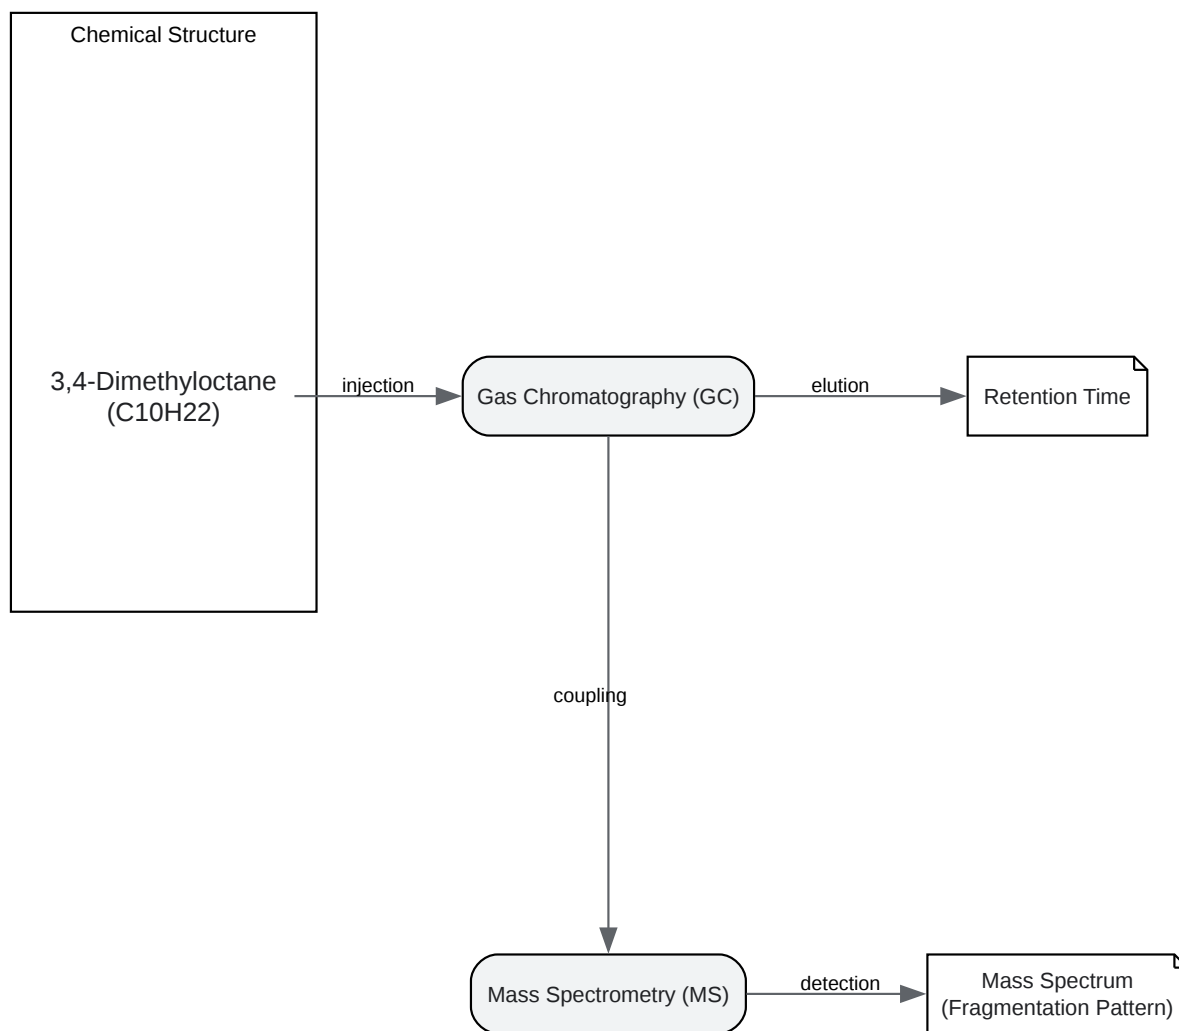 Chemical Structure
3,4-Dimethyloctane
(C10H22)
injection
Gas Chromatography (GC)
elution
Retention Time
coupling
Mass Spectrometry (MS)
detection
Mass Spectrum
(Fragmentation Pattern)